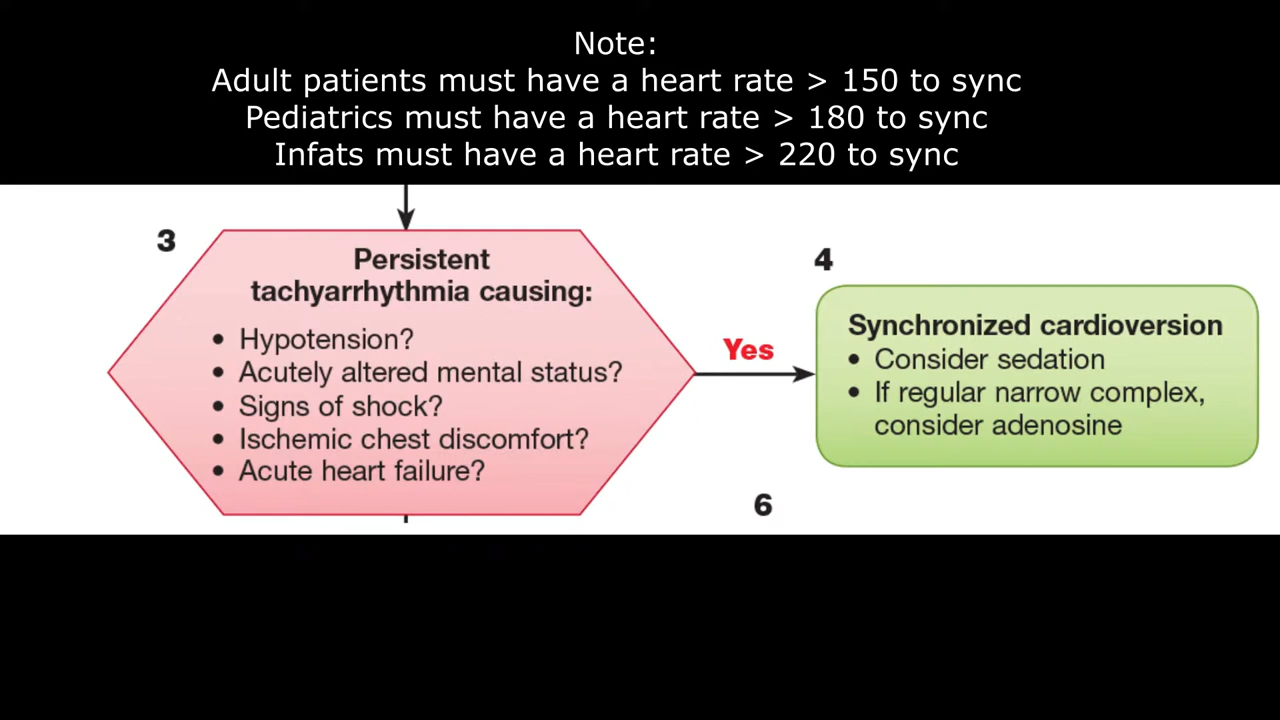 Note:
Adult patients must have a heart rate > 150 to sync
Pediatrics must have a heart rate > 180 to sync
Infats must have a heart rate > 220 to sync
3
Persistent
tachyarrhythmia causing:
• Hypotension?
• Acutely altered mental status?
• Signs of shock?
• Ischemic chest discomfort?
• Acute heart failure?
Yes
4
Synchronized cardioversion
• Consider sedation
• If regular narrow complex,
consider adenosine
6